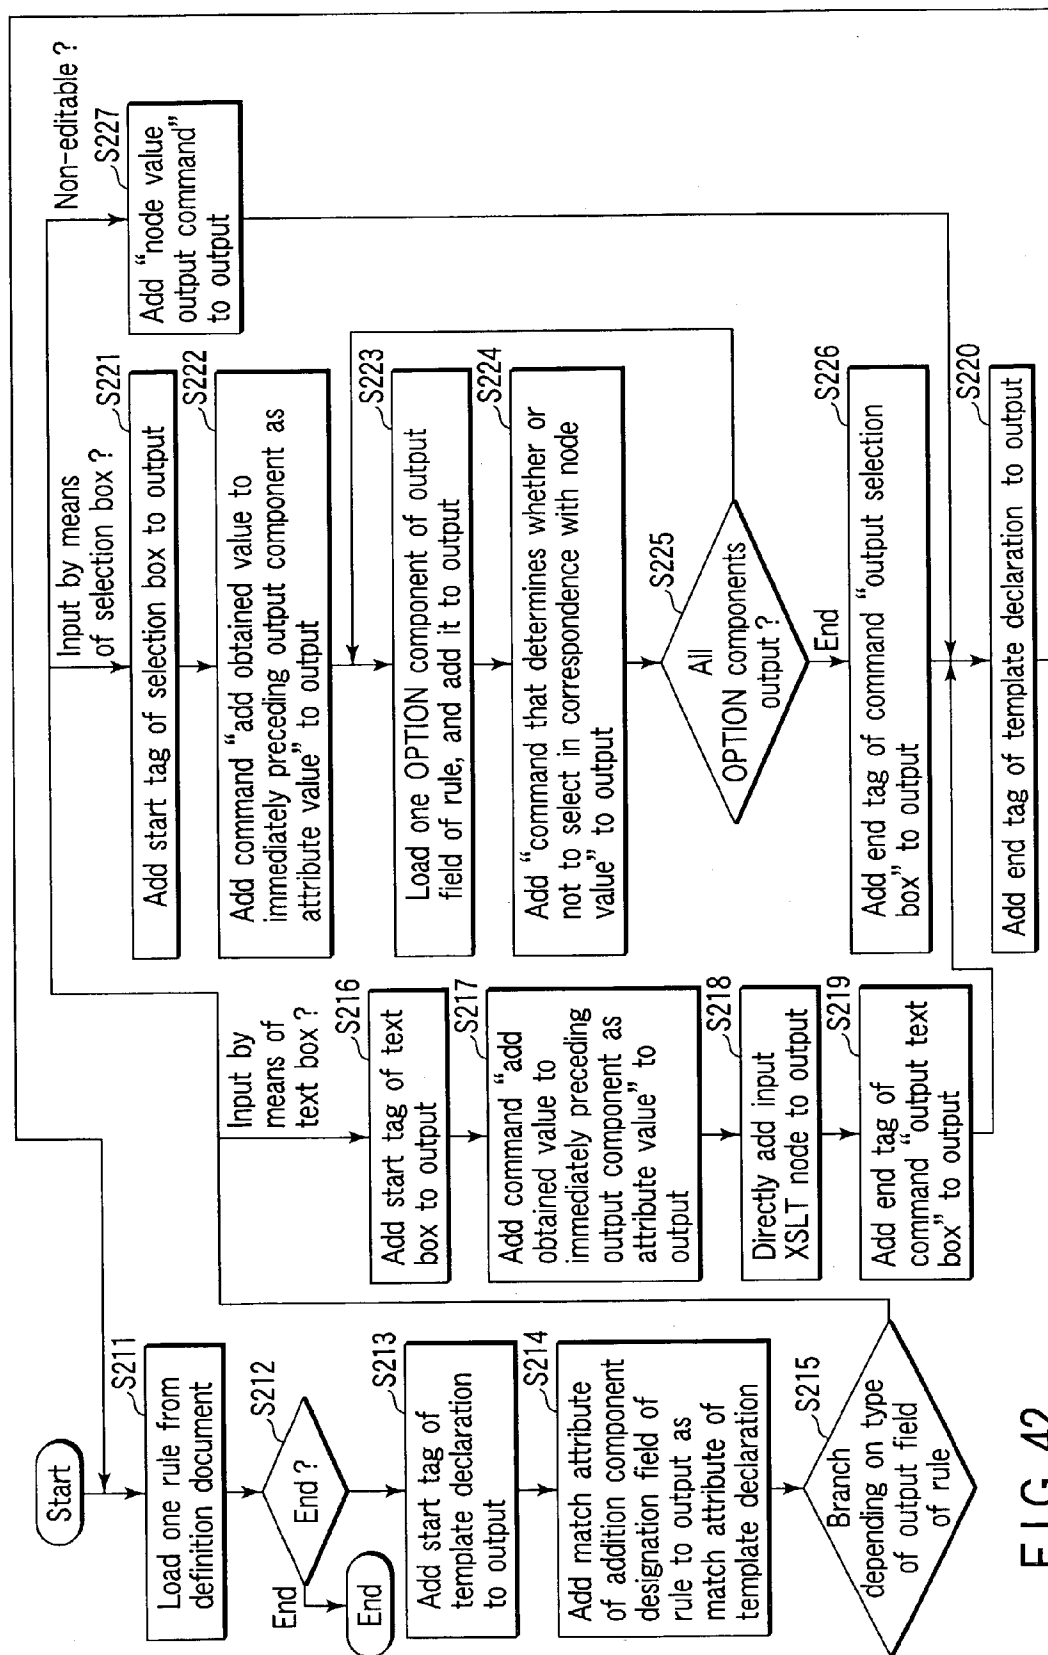 Start
S211
Load one rule from
definition document
S212
End ?
End
End
S213
Add start tag of
template declaration
to output
S214
Add match attribute
of addition component
designation field of
rule to output as
match attribute of
template declaration
S215
Branch
depending on type
of output field
of rule
Input by
means of
text box ?
S216
Add start tag of text
box to output
S217
Add command “add
obtained value to
immediately preceding
output component as
attribute value” to
output
S218
Directly add input
XSLT node to output
S219
Add end tag of
command “output text
box” to output
Input by means
of selection box ?
S221
Add start tag of selection box to output
S222
Add command “add obtained value to
immediately preceding output component as
attribute value” to output
S223
Load one OPTION component of output
field of rule, and add it to output
S224
Add “command that determines whether or
not to select in correspondence with node
value” to output
S225
All
OPTION components
output ?
End
S226
Add end tag of command “output selection
box” to output
S220
Add end tag of template declaration to output
Non-editable ?
S227
Add “node value
output command”
to output
FIG. 42